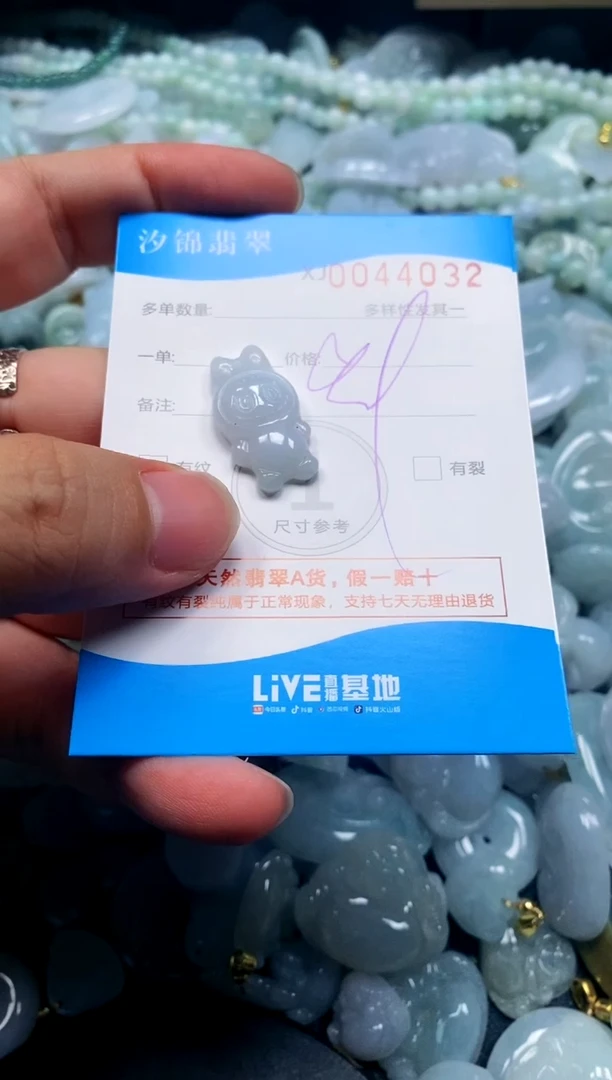 汐锦翡翠
XJ0044032
多单数量:
多样性发其一
一单:
价格:
备注:
有纹
有裂
1
尺寸参考
天然翡翠A货，假一赔十
有纹有裂纯属于正常现象，支持七天无理由退货
LiVE直播基地
今日头条 抖音 西瓜视频 抖音火山版